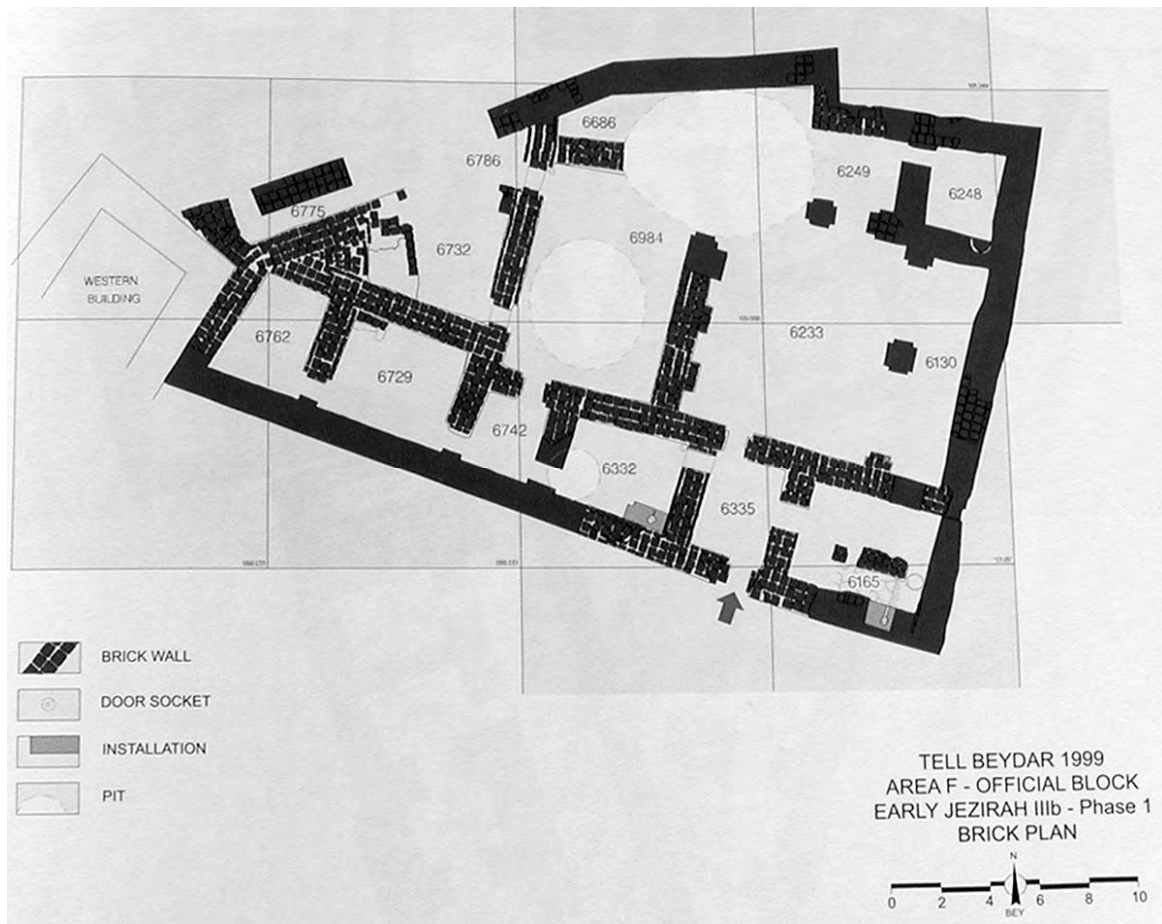 6686
6786
6249
6248
6775
6984
6732
WESTERN
BUILDING
6762
6233
6729
6130
6742
6332
6335
6165
BRICK WALL
DOOR SOCKET
INSTALLATION
PIT
TELL BEYDAR 1999
AREA F - OFFICIAL BLOCK
EARLY JEZIRAH IIIb - Phase 1
BRICK PLAN
N
0 2 4 6 8 10
BEY